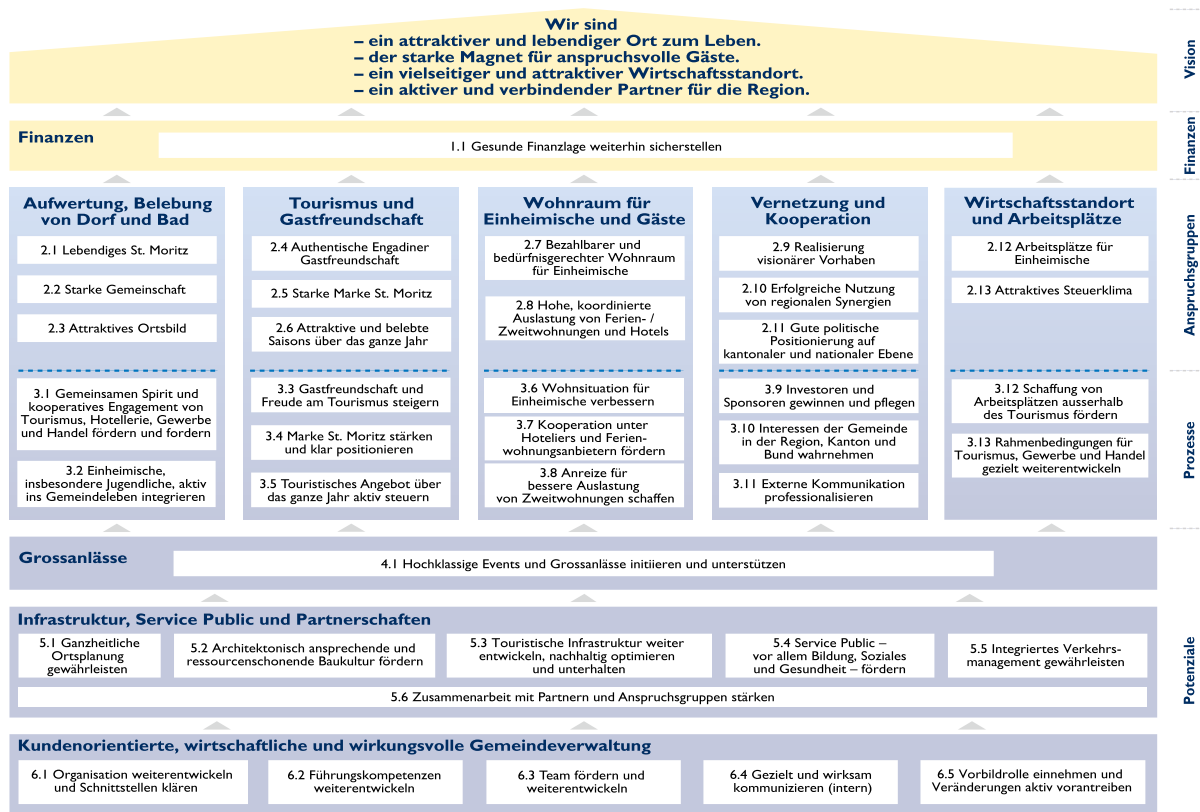 Wir sind
– ein attraktiver und lebendiger Ort zum Leben.
– der starke Magnet für anspruchsvolle Gäste.
– ein vielseitiger und attraktiver Wirtschaftsstandort.
– ein aktiver und verbindender Partner für die Region.
Vision
Finanzen
1.1 Gesunde Finanzlage weiterhin sicherstellen
Finanzen
Aufwertung, Belebung
von Dorf und Bad
2.1 Lebendiges St. Moritz
2.2 Starke Gemeinschaft
2.3 Attraktives Ortsbild
3.1 Gemeinsamen Spirit und
kooperatives Engagement von
Tourismus, Hotellerie, Gewerbe
und Handel fördern und fordern
3.2 Einheimische,
insbesondere Jugendliche, aktiv
ins Gemeindeleben integrieren
Tourismus und
Gastfreundschaft
2.4 Authentische Engadiner
Gastfreundschaft
2.5 Starke Marke St. Moritz
2.6 Attraktive und belebte
Saisons über das ganze Jahr
3.3 Gastfreundschaft und
Freude am Tourismus steigern
3.4 Marke St. Moritz stärken
und klar positionieren
3.5 Touristisches Angebot über
das ganze Jahr aktiv steuern
Wohnraum für
Einheimische und Gäste
2.7 Bezahlbarer und
bedürfnisgerechter Wohnraum
für Einheimische
2.8 Hohe, koordinierte
Auslastung von Ferien- /
Zweitwohnungen und Hotels
3.6 Wohnsituation für
Einheimische verbessern
3.7 Kooperation unter
Hoteliers und Ferien-
wohnungsanbietern fördern
3.8 Anreize für
bessere Auslastung
von Zweitwohnungen schaffen
Vernetzung und
Kooperation
2.9 Realisierung
visionärer Vorhaben
2.10 Erfolgreiche Nutzung
von regionalen Synergien
2.11 Gute politische
Positionierung auf
kantonaler und nationaler Ebene
3.9 Investoren und
Sponsoren gewinnen und pflegen
3.10 Interessen der Gemeinde
in der Region, Kanton und
Bund wahrnehmen
3.11 Externe Kommunikation
professionalisieren
Wirtschaftsstandort
und Arbeitsplätze
2.12 Arbeitsplätze für
Einheimische
2.13 Attraktives Steuerklima
3.12 Schaffung von
Arbeitsplätzen ausserhalb
des Tourismus fördern
3.13 Rahmenbedingungen für
Tourismus, Gewerbe und Handel
gezielt weiterentwickeln
Anspruchsgruppen
Prozesse
Grossanlässe
4.1 Hochklassige Events und Grossanlässe initiieren und unterstützen
Infrastruktur, Service Public und Partnerschaften
5.1 Ganzheitliche
Ortsplanung
gewährleisten
5.2 Architektonisch ansprechende und
ressourcenschonende Baukultur fördern
5.3 Touristische Infrastruktur weiter
entwickeln, nachhaltig optimieren
und unterhalten
5.4 Service Public –
vor allem Bildung, Soziales
und Gesundheit – fördern
5.5 Integriertes Verkehrs-
management gewährleisten
5.6 Zusammenarbeit mit Partnern und Anspruchsgruppen stärken
Potenziale
Kundenorientierte, wirtschaftliche und wirkungsvolle Gemeindeverwaltung
6.1 Organisation weiterentwickeln
und Schnittstellen klären
6.2 Führungskompetenzen
weiterentwickeln
6.3 Team fördern und
weiterentwickeln
6.4 Gezielt und wirksam
kommunizieren (intern)
6.5 Vorbildrolle einnehmen und
Veränderungen aktiv vorantreiben